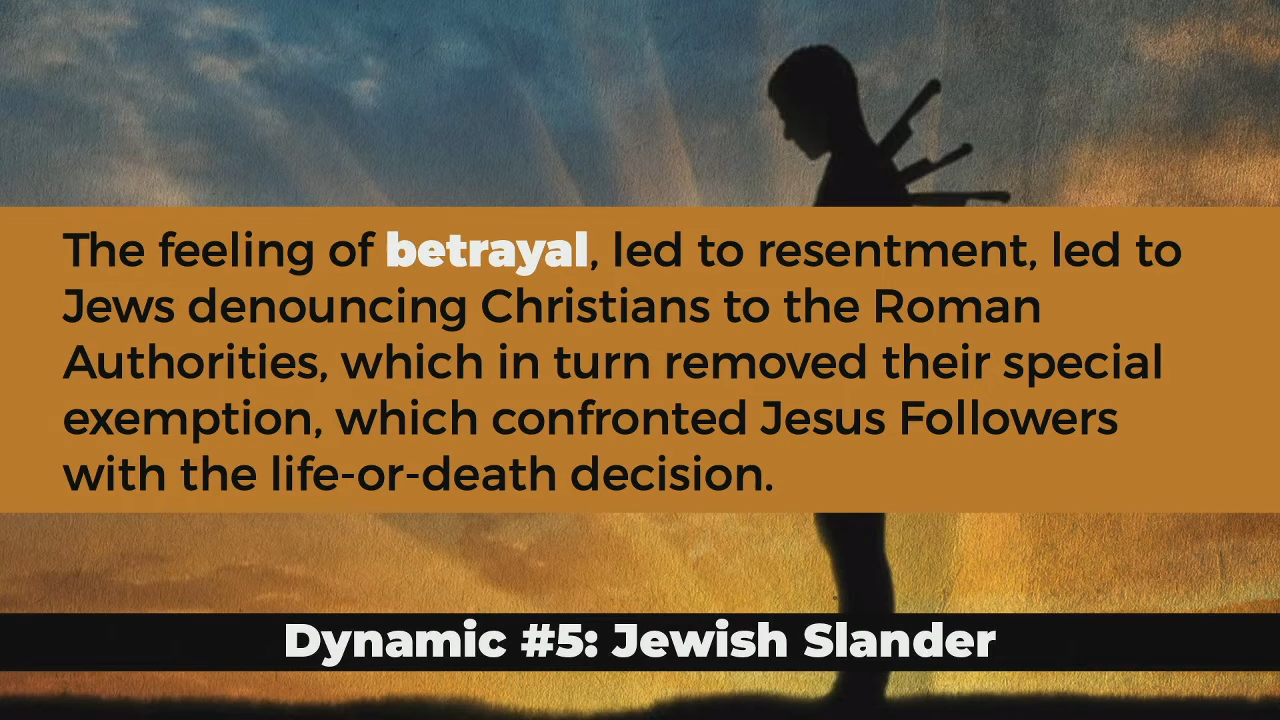 The feeling of betrayal, led to resentment, led to
Jews denouncing Christians to the Roman
Authorities, which in turn removed their special
exemption, which confronted Jesus Followers
with the life-or-death decision.
Dynamic #5: Jewish Slander